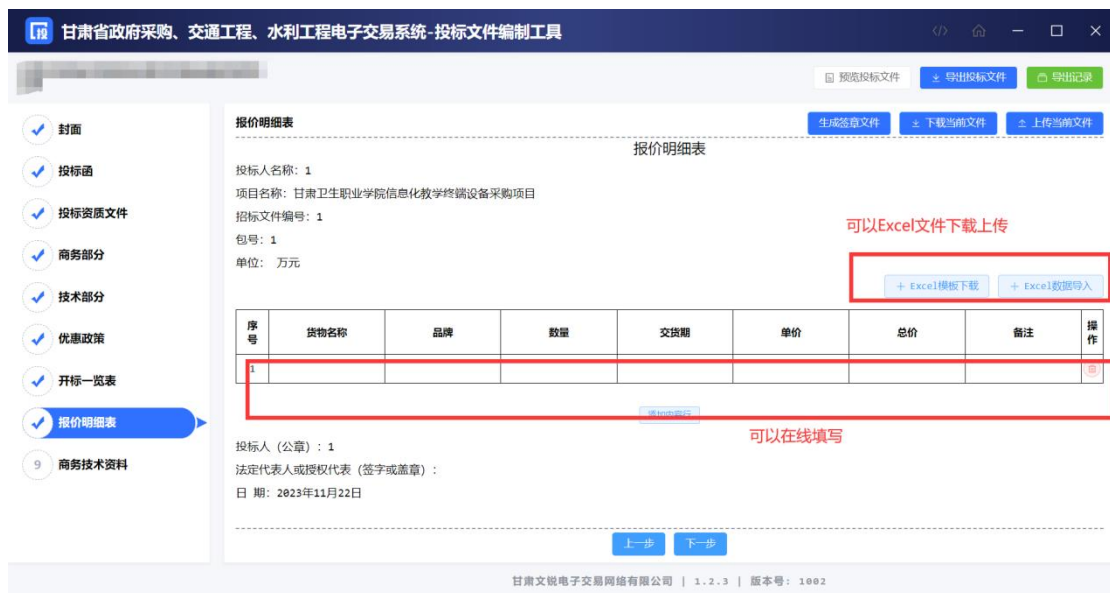 投 甘肃省政府采购、交通工程、水利工程电子交易系统-投标文件编制工具
预览投标文件 导出投标文件 导出记录
封面
投标函
投标资质文件
商务部分
技术部分
优惠政策
开标一览表
报价明细表
9 商务技术资料
报价明细表 生成签章文件 下载当前文件 上传当前文件
报价明细表
投标人名称: 1
项目名称: 甘肃卫生职业学院信息化教学终端设备采购项目
招标文件编号: 1
包号: 1
单位: 万元
可以Excel文件下载上传
+ Excel模板下载 + Excel数据导入
序号 货物名称 品牌 数量 交货期 单价 总价 备注 操作
1
添加内容行
可以在线填写
投标人（公章）: 1
法定代表人或授权代表（签字或盖章）:
日 期: 2023年11月22日
上一步 下一步
甘肃文锐电子交易网络有限公司 | 1.2.3 | 版本号: 1002